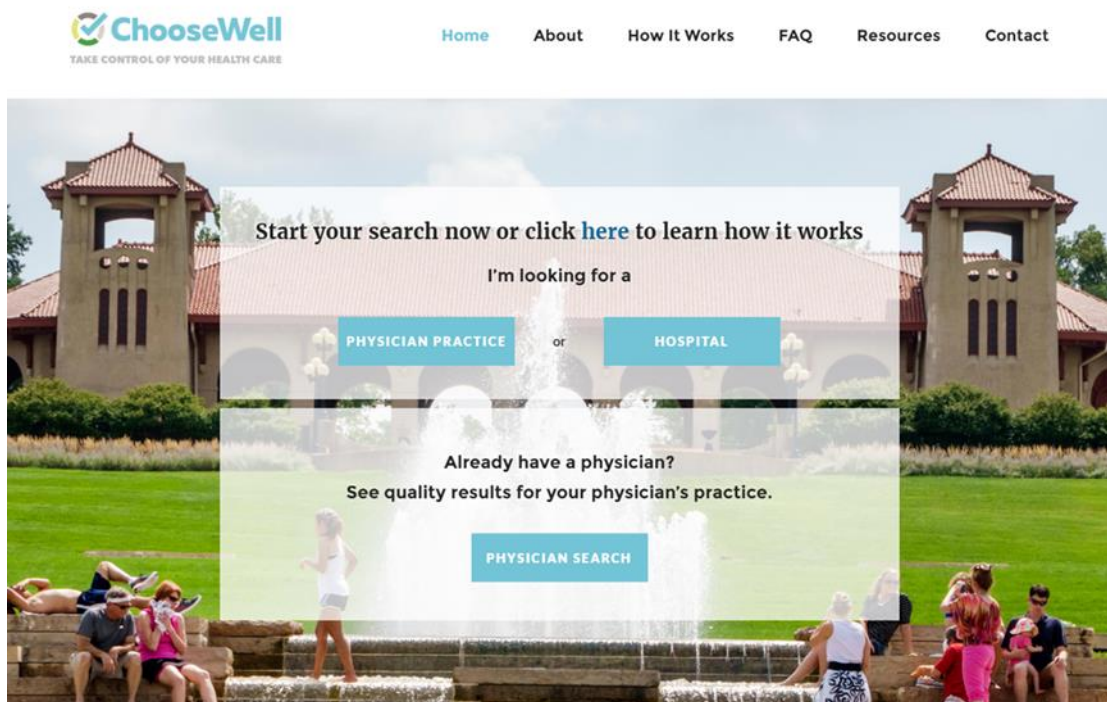 ChooseWell
TAKE CONTROL OF YOUR HEALTH CARE
Home About How It Works FAQ Resources Contact
Start your search now or click here to learn how it works
I'm looking for a
PHYSICIAN PRACTICE or HOSPITAL
Already have a physician?
See quality results for your physician's practice.
PHYSICIAN SEARCH